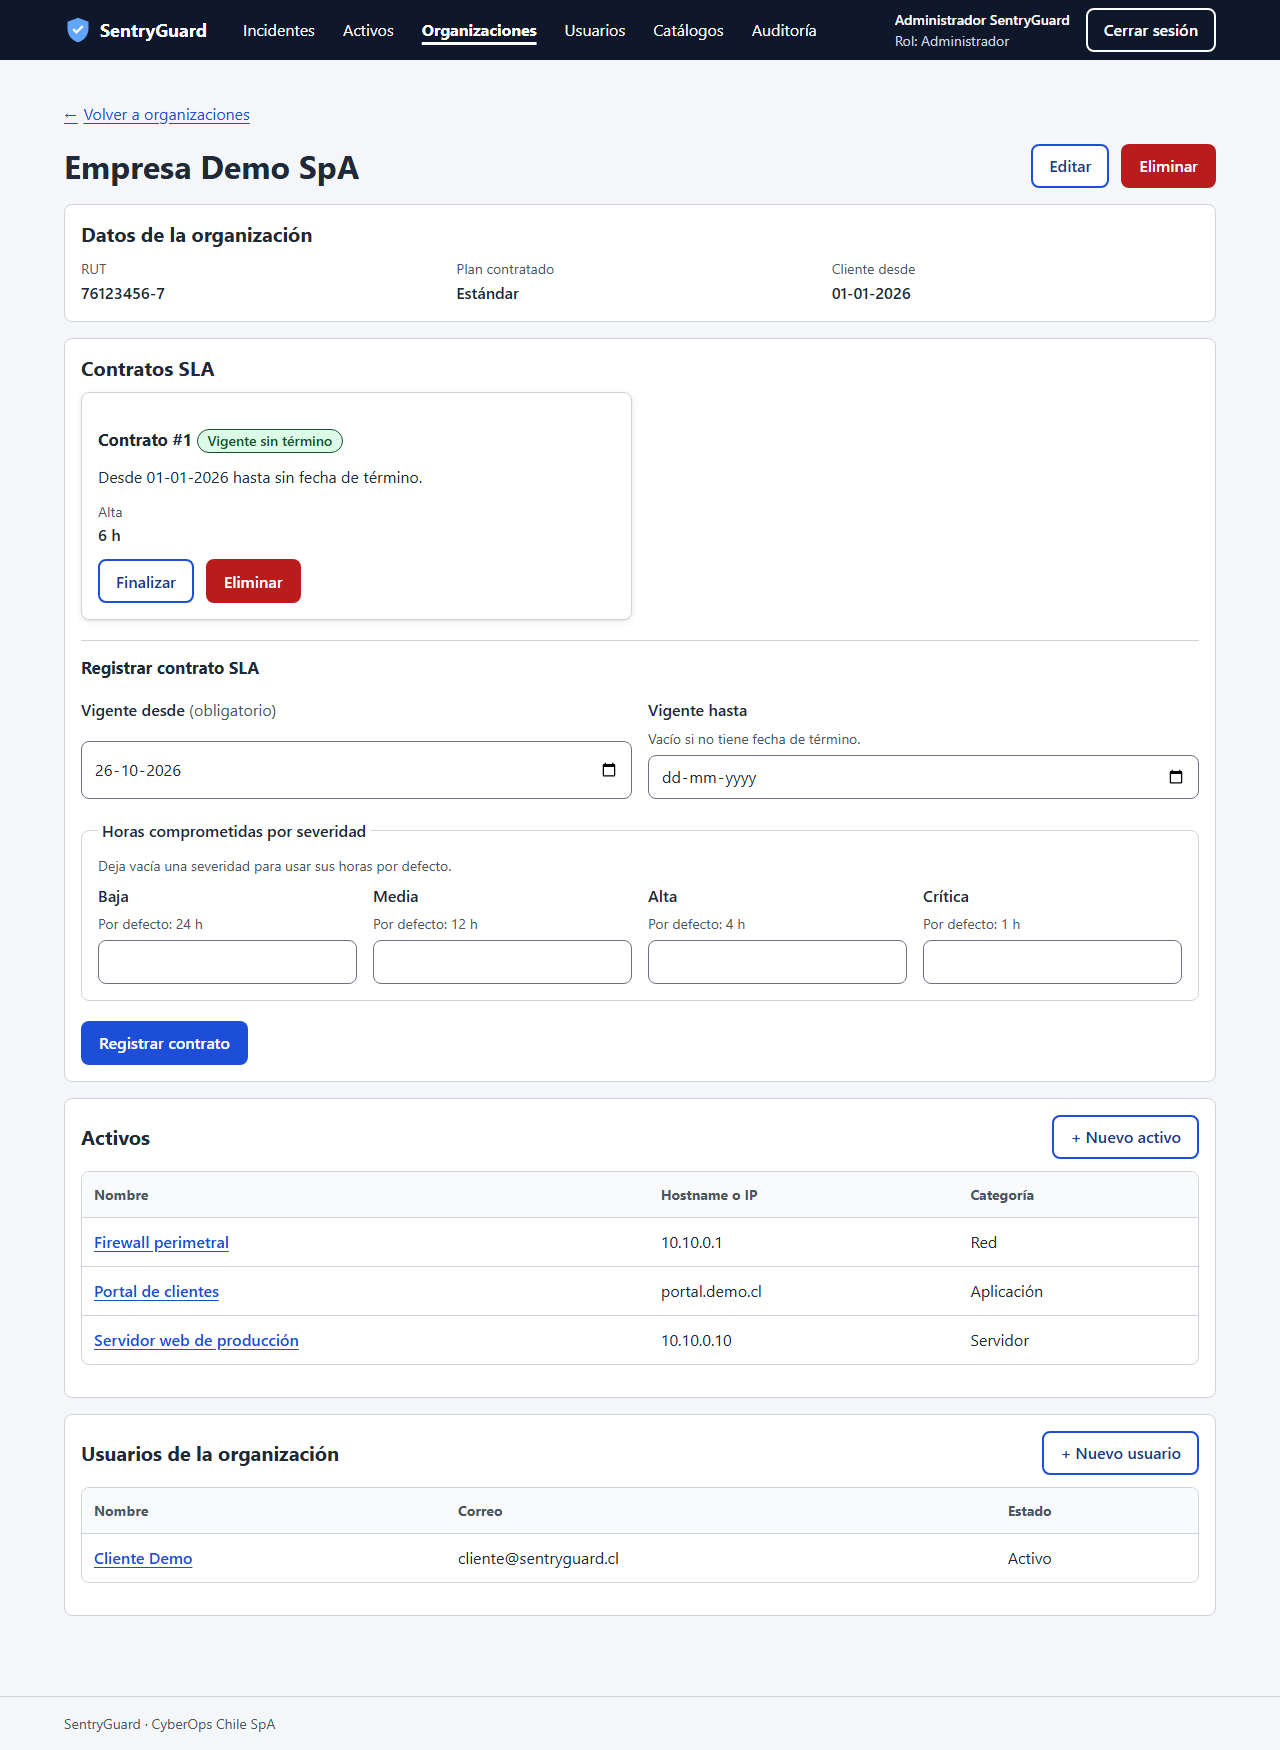 SentryGuard
Incidentes
Activos
Organizaciones
Usuarios
Catálogos
Auditoría
Administrador SentryGuard
Rol: Administrador
Cerrar sesión
← Volver a organizaciones
Empresa Demo SpA
Editar
Eliminar
Datos de la organización
RUT
76123456-7
Plan contratado
Estándar
Cliente desde
01-01-2026
Contratos SLA
Contrato #1 Vigente sin término
Desde 01-01-2026 hasta sin fecha de término.
Alta
6 h
Finalizar
Eliminar
Registrar contrato SLA
Vigente desde (obligatorio)
26-10-2026
Vigente hasta
Vacío si no tiene fecha de término.
dd-mm-yyyy
Horas comprometidas por severidad
Deja vacía una severidad para usar sus horas por defecto.
Baja
Por defecto: 24 h
Media
Por defecto: 12 h
Alta
Por defecto: 4 h
Crítica
Por defecto: 1 h
Registrar contrato
Activos
+ Nuevo activo
Nombre Hostname o IP Categoría
Firewall perimetral 10.10.0.1 Red
Portal de clientes portal.demo.cl Aplicación
Servidor web de producción 10.10.0.10 Servidor
Usuarios de la organización
+ Nuevo usuario
Nombre Correo Estado
Cliente Demo cliente@sentryguard.cl Activo
SentryGuard · CyberOps Chile SpA